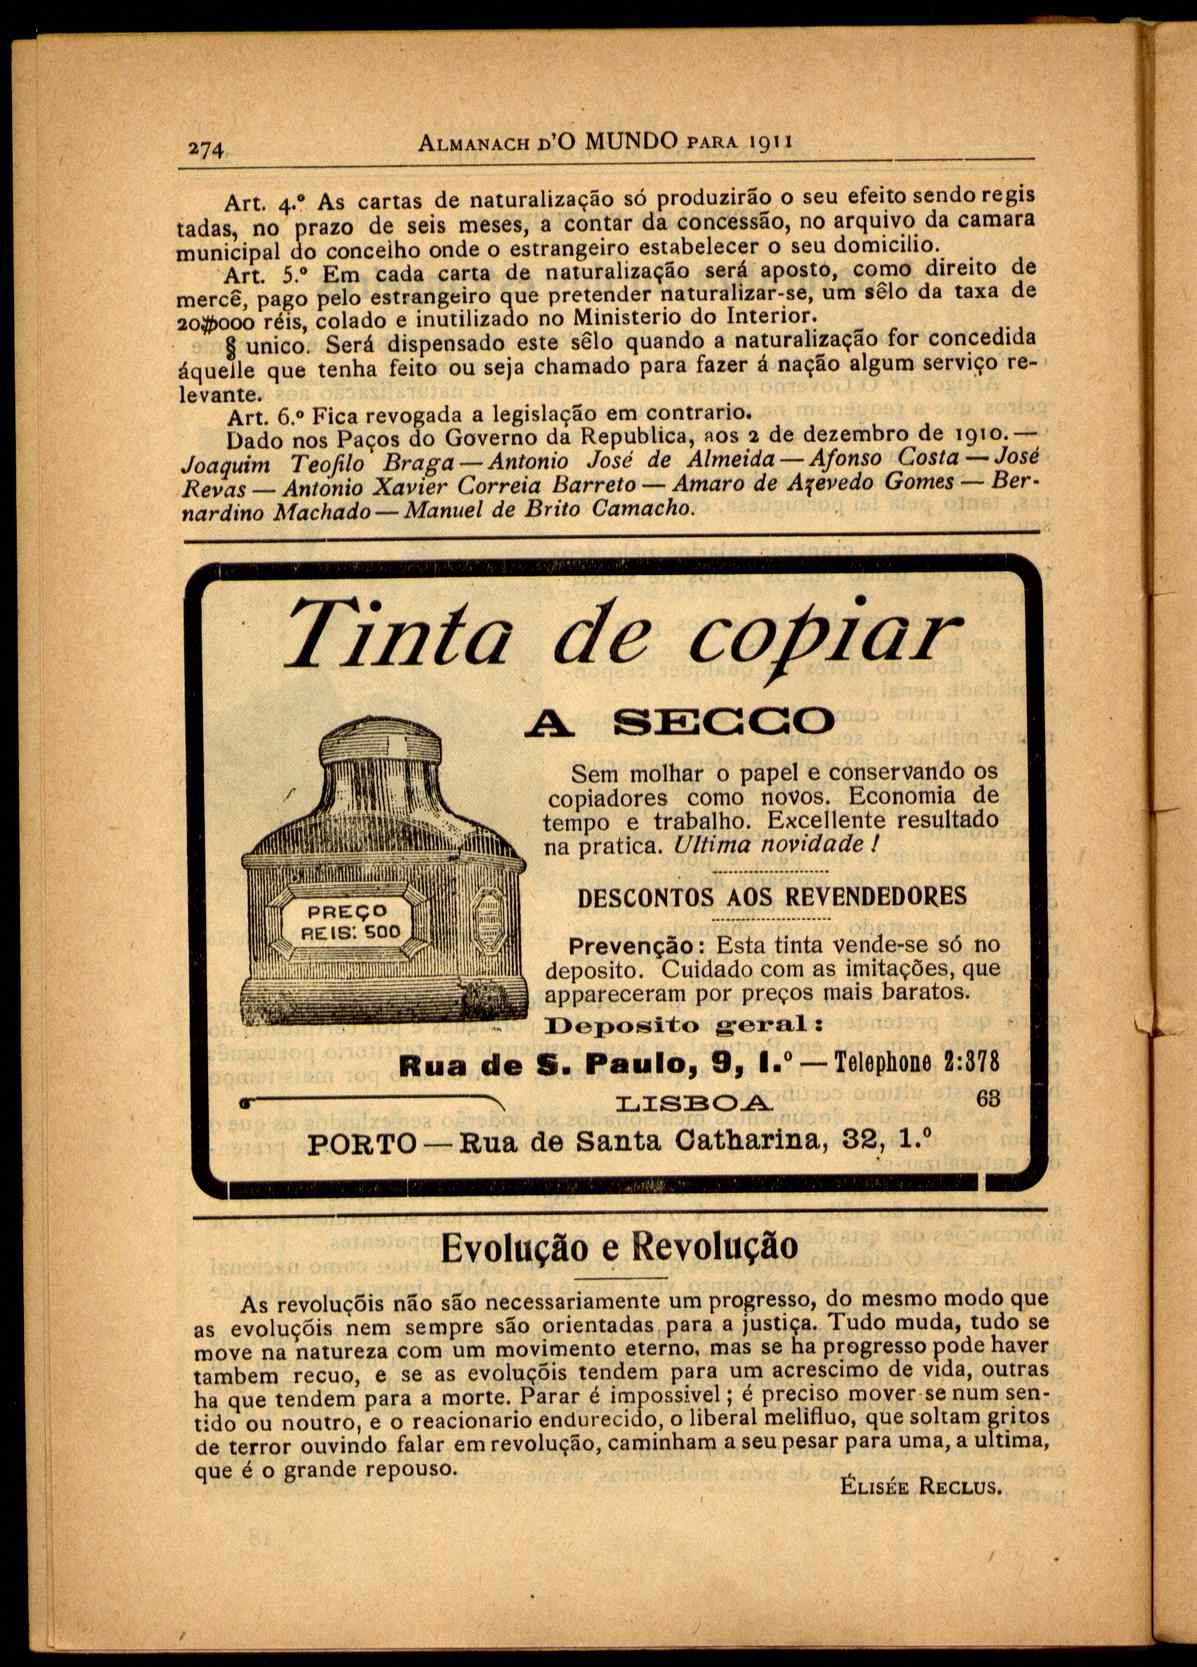 274
ALMANACH D'O MUNDO PARA 1911
Art. 4.º As cartas de naturalização só produzirão o seu efeito sendo regis
tadas, no prazo de seis meses, a contar da concessão, no arquivo da camara
municipal do concelho onde o estrangeiro estabelecer o seu domicilio.
Art. 5.º Em cada carta de naturalização será aposto, como direito de
mercê, pago pelo estrangeiro que pretender naturalizar-se, um sêlo da taxa de
20$000 réis, colado e inutilizado no Ministerio do Interior.
§ unico. Será dispensado este sêlo quando a naturalização for concedida
áquelle que tenha feito ou seja chamado para fazer á nação algum serviço re-
levante.
Art. 6.º Fica revogada a legislação em contrario.
Dado nos Paços do Governo da Republica, aos 2 de dezembro de 1910. —
Joaquim Teofilo Braga — Antonio José de Almeida — Afonso Costa — José
Revas — Antonio Xavier Correia Barreto — Amaro de Azevedo Gomes — Ber-
nardino Machado — Manuel de Brito Camacho.
Tinta de copiar
A SECCO
Sem molhar o papel e conservando os
copiadores como novos. Economia de
tempo e trabalho. Excellente resultado
na pratica. Ultima novidade !
DESCONTOS AOS REVENDEDORES
PREÇO
REIS: 500
Prevenção: Esta tinta vende-se só no
deposito. Cuidado com as imitações, que
appareceram por preços mais baratos.
Deposito geral:
Rua de S. Paulo, 9, 1.º — Telephone 2:378
LISBOA
63
PORTO — Rua de Santa Catharina, 32, 1.º
Evolução e Revolução
As revoluçõis não são necessariamente um progresso, do mesmo modo que
as evoluçõis nem sempre são orientadas para a justiça. Tudo muda, tudo se
move na natureza com um movimento eterno, mas se ha progresso pode haver
tambem recuo, e se as evoluçõis tendem para um acrescimo de vida, outras
ha que tendem para a morte. Parar é impossivel; é preciso mover-se num sen-
tido ou noutro, e o reacionario endurecido, o liberal melifluo, que soltam gritos
de terror ouvindo falar em revolução, caminham a seu pesar para uma, a ultima,
que é o grande repouso.
ÉLISÉE RECLUS.